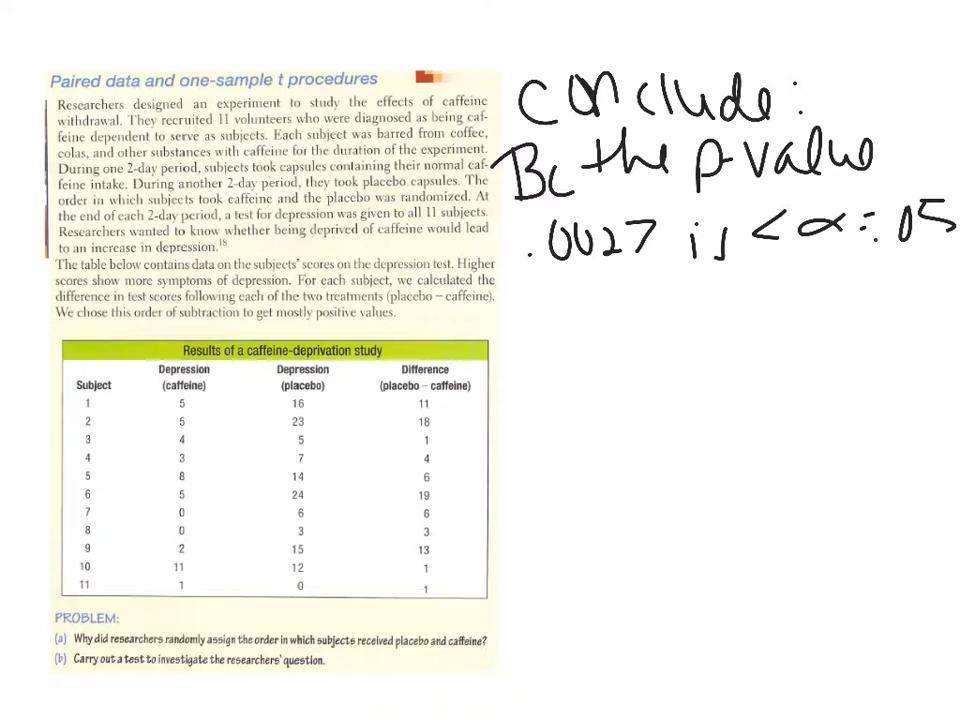 Paired data and one-sample t procedures
Researchers designed an experiment to study the effects of caffeine
withdrawal. They recruited 11 volunteers who were diagnosed as being caf-
feine dependent to serve as subjects. Each subject was barred from coffee,
colas, and other substances with caffeine for the duration of the experiment.
During one 2-day period, subjects took capsules containing their normal caf-
feine intake. During another 2-day period, they took placebo capsules. The
order in which subjects took caffeine and the placebo was randomized. At
the end of each 2-day period, a test for depression was given to all 11 subjects.
Researchers wanted to know whether being deprived of caffeine would lead
to an increase in depression.18
The table below contains data on the subjects' scores on the depression test. Higher
scores show more symptoms of depression. For each subject, we calculated the
difference in test scores following each of the two treatments (placebo – caffeine).
We chose this order of subtraction to get mostly positive values.
Results of a caffeine-deprivation study
Depression Depression Difference
Subject (caffeine) (placebo) (placebo – caffeine)
1 5 16 11
2 5 23 18
3 4 5 1
4 3 7 4
5 8 14 6
6 5 24 19
7 0 6 6
8 0 3 3
9 2 15 13
10 11 12 1
11 1 0 -1
PROBLEM:
(a) Why did researchers randomly assign the order in which subjects received placebo and caffeine?
(b) Carry out a test to investigate the researchers' question.
Conclude:
Bc the p-value
.0027 is < α = .05